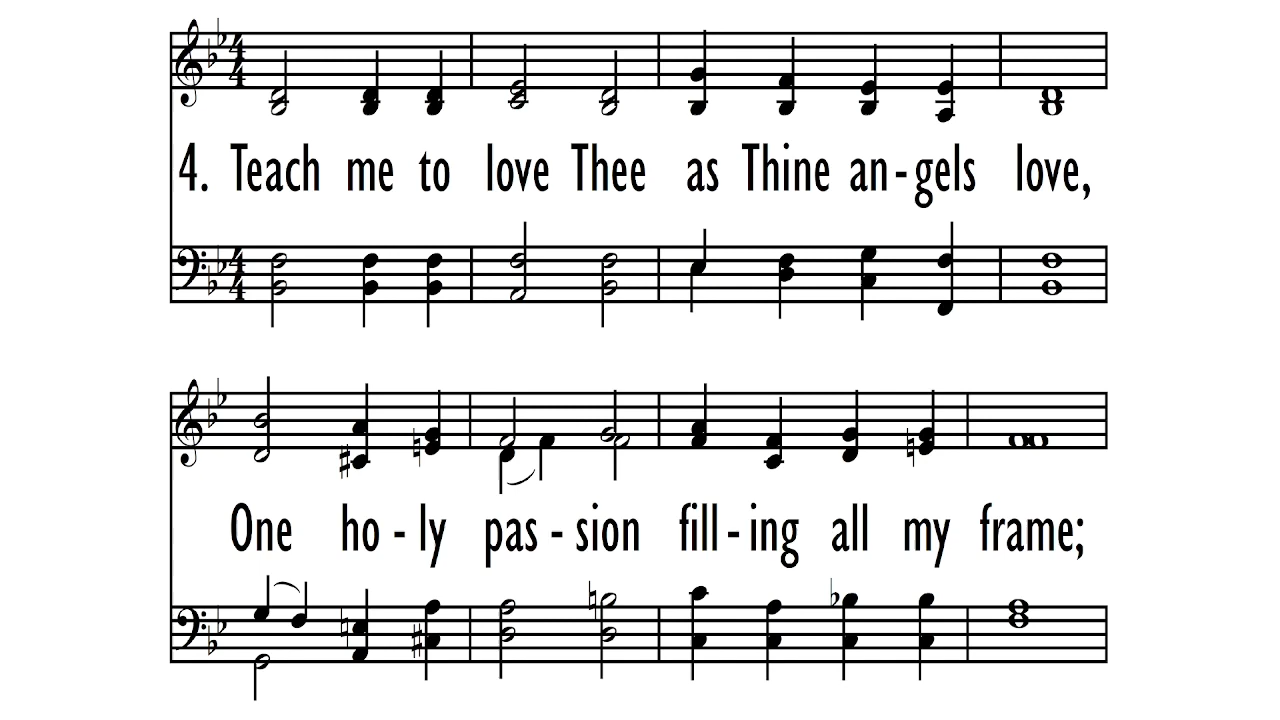 4. Teach me to love Thee as Thine an-gels love,
One ho-ly pas-sion fill-ing all my frame;